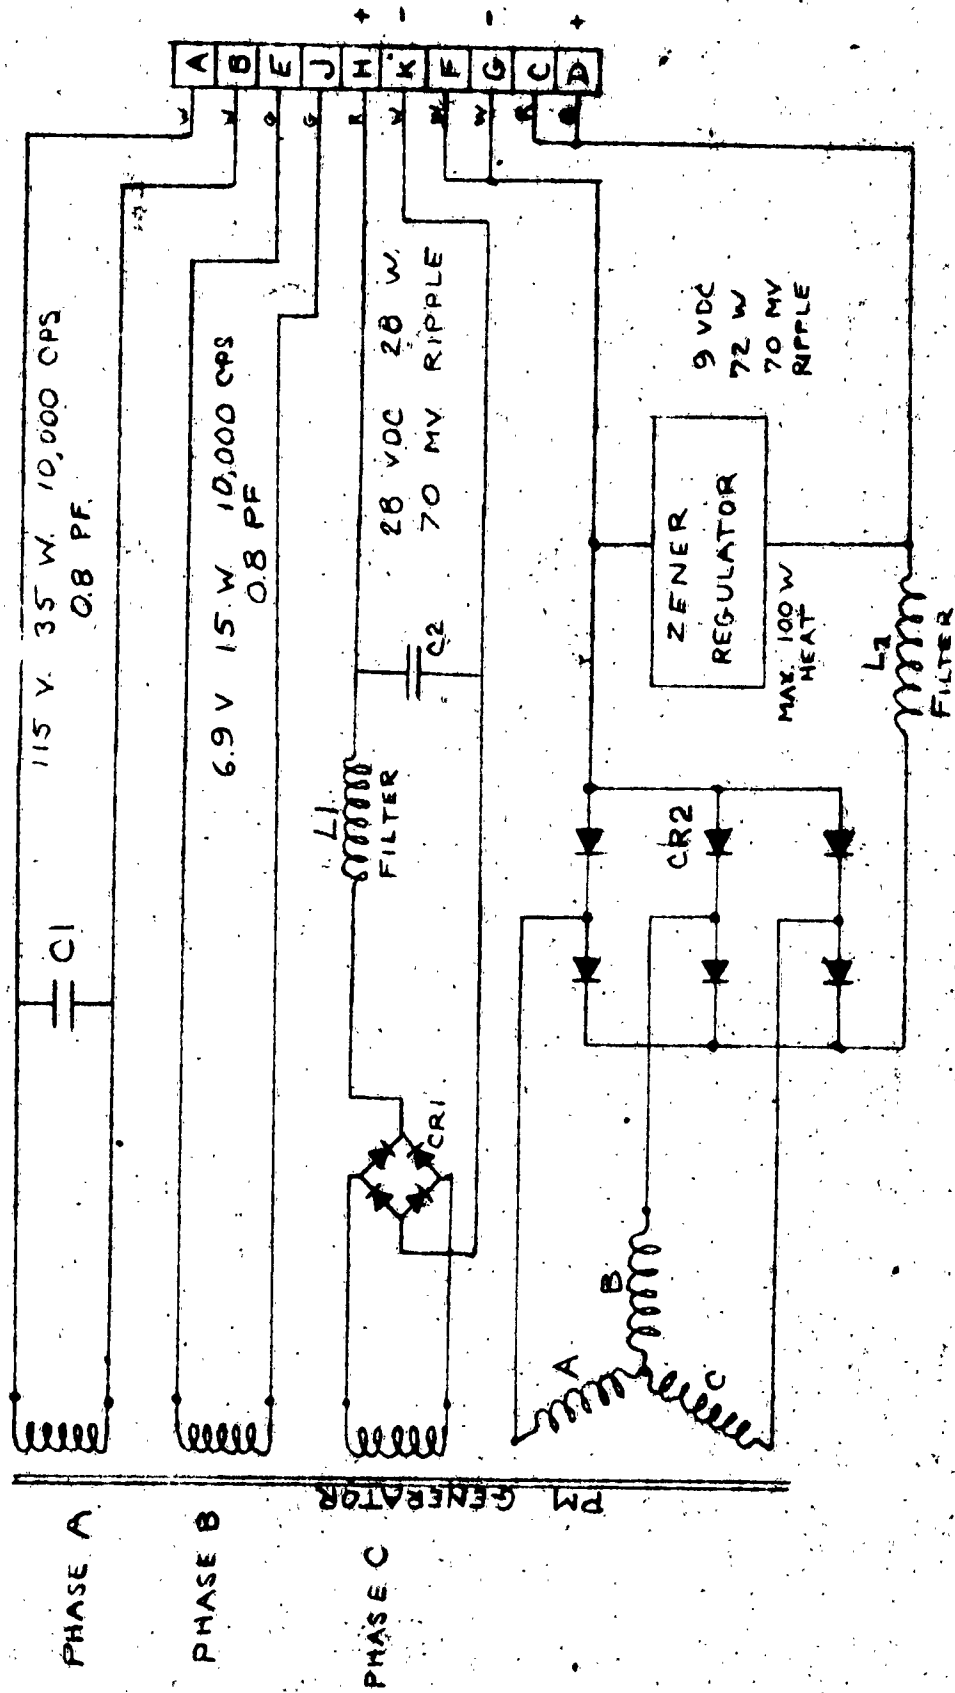 A B E J H K F G C D
+ - - +
W W G G R W W W R R
115 V. 35 W. 10,000 CPS
0.8 PF.
C1
6.9 V 15 W 10,000 CPS
0.8 PF
28 VDC 28 W.
70 MV RIPPLE
L1
FILTER
C2
CR1
9 VDC
72 W
70 MV
RIPPLE
ZENER
REGULATOR
MAX. 100 W
HEAT
L2
FILTER
CR2
A
B
C
PM GENERATOR
PHASE A
PHASE B
PHASE C